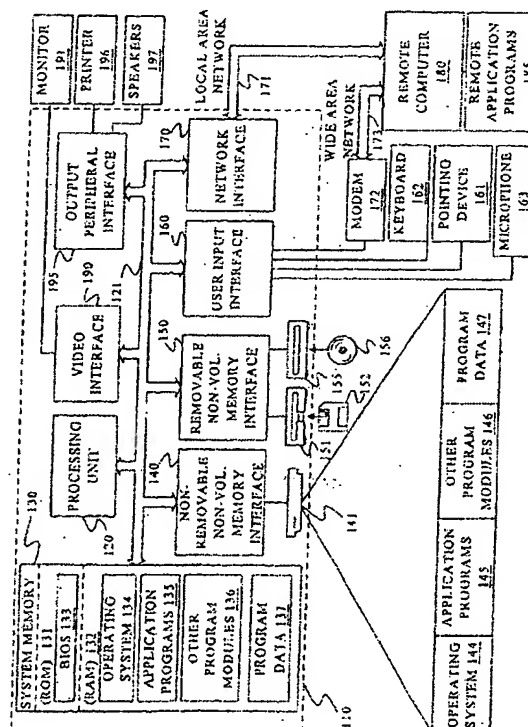 SYSTEM MEMORY
130
(ROM) 131
BIOS 133
(RAM) 132
OPERATING
SYSTEM 134
APPLICATION
PROGRAMS 135
OTHER
PROGRAM
MODULES 136
PROGRAM
DATA 137
110
PROCESSING
UNIT
120
VIDEO
INTERFACE
190
121
OUTPUT
PERIPHERAL
INTERFACE
195
MONITOR
191
PRINTER
196
SPEAKERS
197
NON-
REMOVABLE
NON-VOL.
MEMORY
INTERFACE
140
REMOVABLE
NON-VOL.
MEMORY
INTERFACE
150
USER INPUT
INTERFACE
160
NETWORK
INTERFACE
170
LOCAL AREA
NETWORK
171
141
151
152
155
156
WIDE AREA
NETWORK
173
MODEM
172
KEYBOARD
162
POINTING
DEVICE
161
MICROPHONE
163
REMOTE
COMPUTER
180
REMOTE
APPLICATION
PROGRAMS
OPERATING
SYSTEM 144
APPLICATION
PROGRAMS
145
OTHER
PROGRAM
MODULES 146
PROGRAM
DATA 147